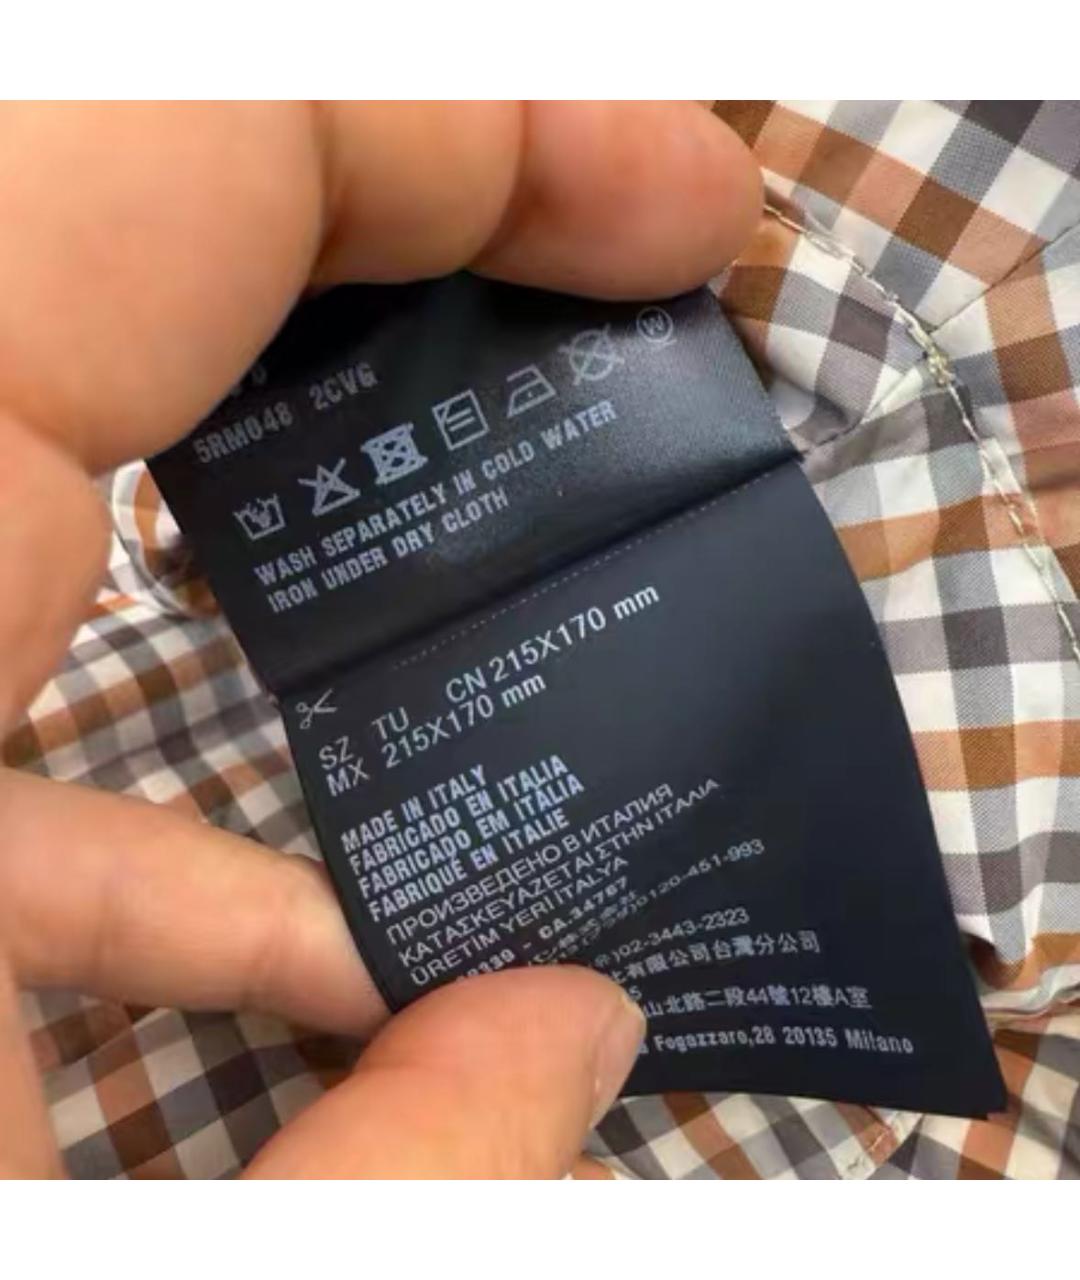 5RM048 2CVG
WASH SEPARATELY IN COLD WATER
IRON UNDER DRY CLOTH
SZ TU CN 215X170 mm
MX 215X170 mm
MADE IN ITALY
FABRICADO EN ITALIA
FABRICADO EM ITÁLIA
FABRIQUÉ EN ITALIE
ПРОИЗВЕДЕНО В ИТАЛИЯ
ΚΑΤΑΣΚΕΥΑΖΕΤΑΙ ΣΤΗΝ ΙΤΑΛΙΑ
ÜRETİM YERİ İTALYA
- CA 34767
0120-451-993
)02-3443-2323
有限公司台灣分公司
山北路二段44號12樓A室
Fogazzaro,28 20135 Milano